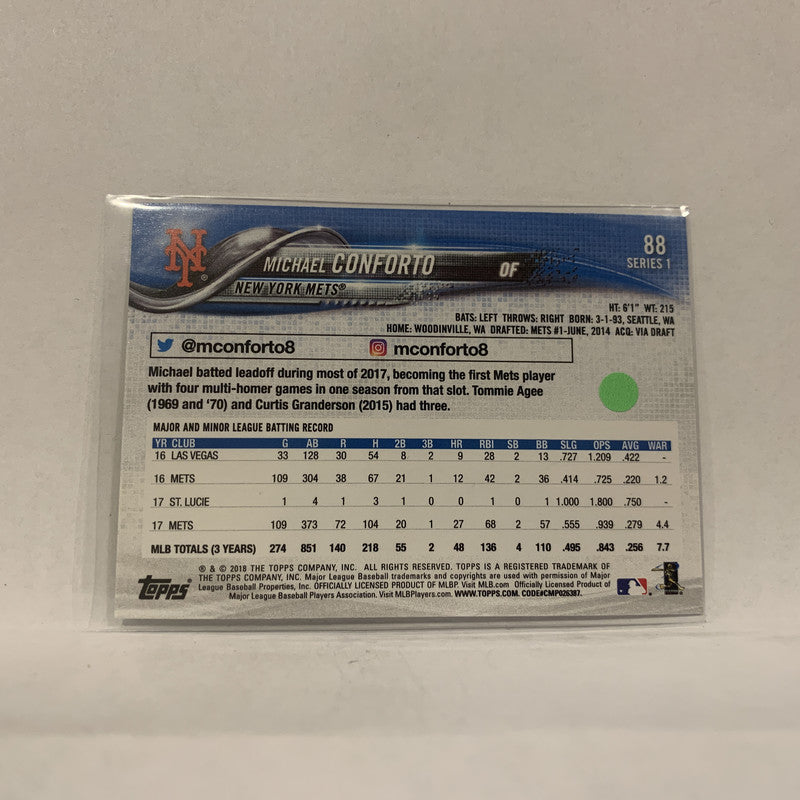 NY
MICHAEL CONFORTO OF
NEW YORK METS®
88
SERIES 1
HT: 6'1" WT: 215
BATS: LEFT THROWS: RIGHT BORN: 3-1-93, SEATTLE, WA
HOME: WOODINVILLE, WA DRAFTED: METS #1-JUNE, 2014 ACQ: VIA DRAFT
@mconforto8 mconforto8
Michael batted leadoff during most of 2017, becoming the first Mets player
with four multi-homer games in one season from that slot. Tommie Agee
(1969 and '70) and Curtis Granderson (2015) had three.
MAJOR AND MINOR LEAGUE BATTING RECORD
YR CLUB G AB R H 2B 3B HR RBI SB BB SLG OPS AVG WAR
16 LAS VEGAS 33 128 30 54 8 2 9 28 2 13 .727 1.209 .422 -
16 METS 109 304 38 67 21 1 12 42 2 36 .414 .725 .220 1.2
17 ST. LUCIE 1 4 1 3 1 0 0 1 0 1 1.000 1.800 .750 -
17 METS 109 373 72 104 20 1 27 68 2 57 .555 .939 .279 4.4
MLB TOTALS (3 YEARS) 274 851 140 218 55 2 48 136 4 110 .495 .843 .256 7.7
® & © 2018 THE TOPPS COMPANY, INC. ALL RIGHTS RESERVED. TOPPS IS A REGISTERED TRADEMARK OF
THE TOPPS COMPANY, INC. Major League Baseball trademarks and copyrights are used with permission of Major
League Baseball Properties, Inc. OFFICIALLY LICENSED PRODUCT OF MLBP. Visit MLB.com Officially Licensed Product of
Major League Baseball Players Association. Visit MLBPlayers.com. WWW.TOPPS.COM. CODE#CMP026387.
TOPPS®